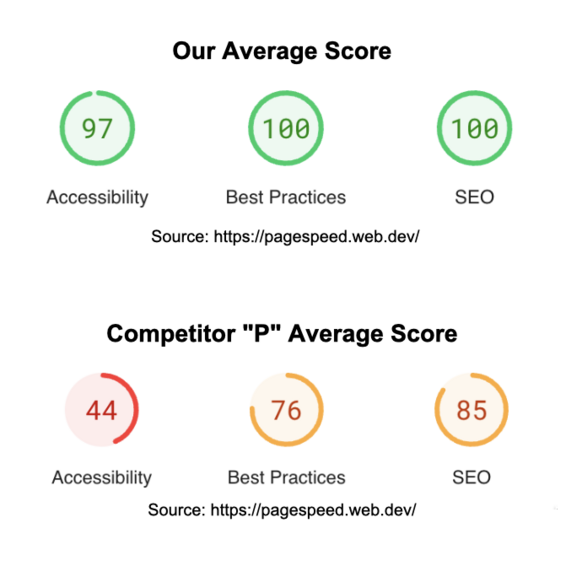 Our Average Score
97 100 100
Accessibility Best Practices SEO
Source: https://pagespeed.web.dev/
Competitor "P" Average Score
44 76 85
Accessibility Best Practices SEO
Source: https://pagespeed.web.dev/